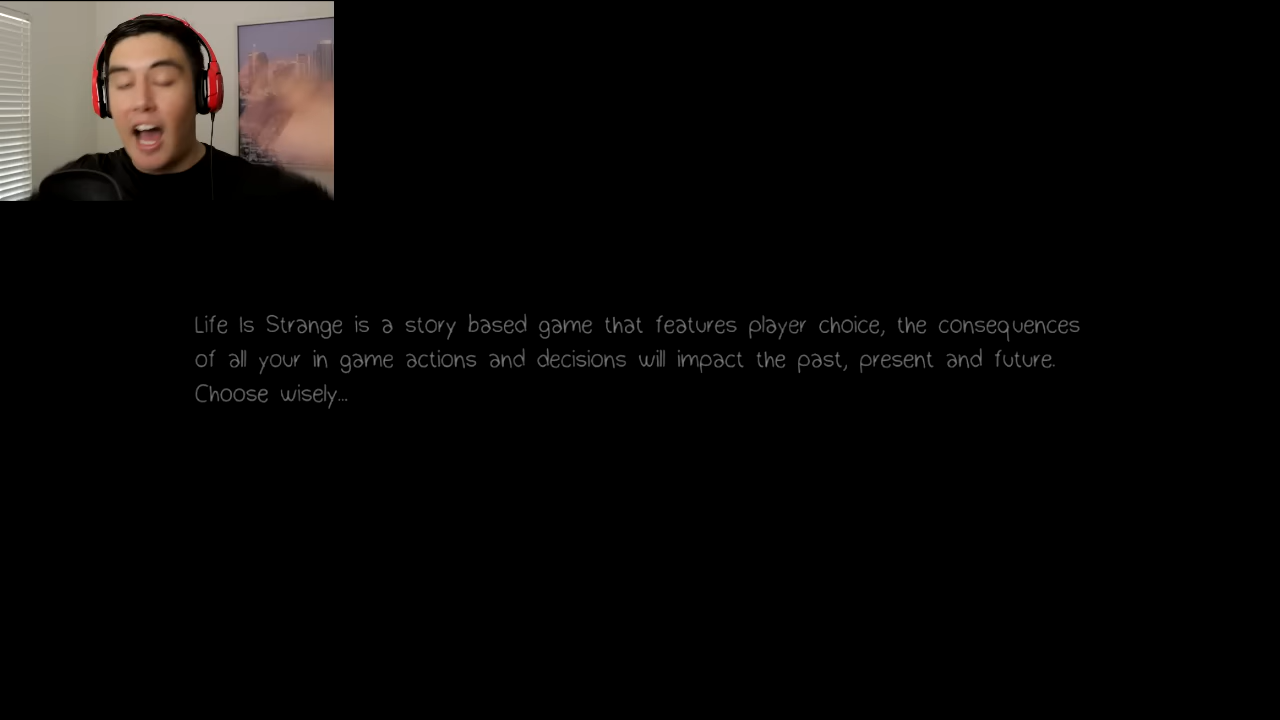 Life Is Strange is a story based game that features player choice, the consequences
of all your in game actions and decisions will impact the past, present and future.
Choose wisely...